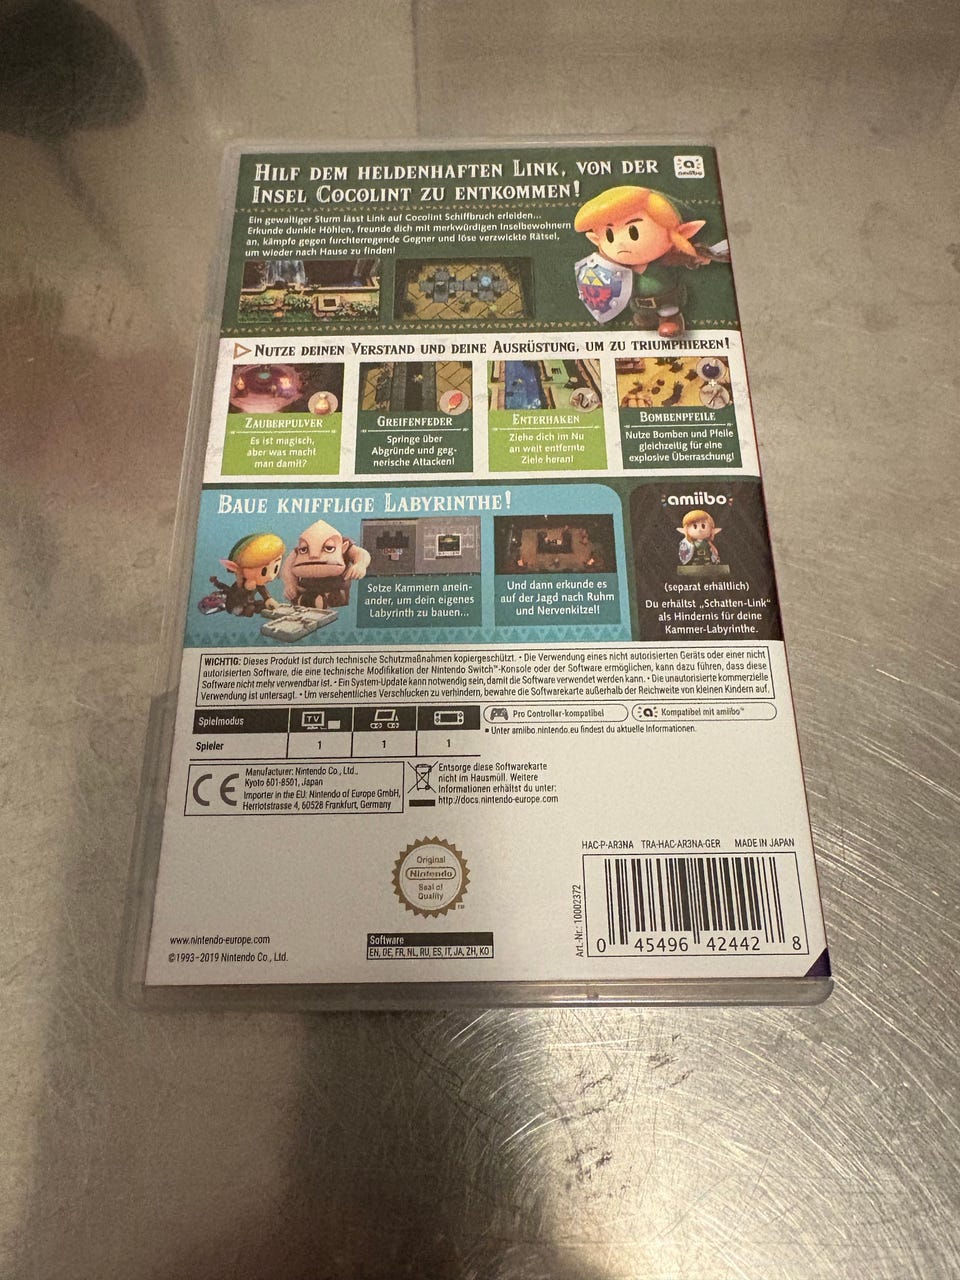 Hilf dem heldenhaften Link, von der
Insel Cocolint zu entkommen!
amiibo
Ein gewaltiger Sturm lässt Link auf Cocolint Schiffbruch erleiden...
Erkunde dunkle Höhlen, freunde dich mit merkwürdigen Inselbewohnern
an, kämpfe gegen furchterregende Gegner und löse verzwickte Rätsel,
um wieder nach Hause zu finden!
Nutze deinen Verstand und deine Ausrüstung, um zu triumphieren!
Zauberpulver
Es ist magisch,
aber was macht
man damit?
Greifenfeder
Springe über
Abgründe und geg-
nerische Attacken!
Enterhaken
Ziehe dich im Nu
an weit entfernte
Ziele heran!
Bombenpfeile
Nutze Bomben und Pfeile
gleichzeitig für eine
explosive Überraschung!
Baue knifflige Labyrinthe!
Setze Kammern anein-
ander, um dein eigenes
Labyrinth zu bauen...
Und dann erkunde es
auf der Jagd nach Ruhm
und Nervenkitzel!
amiibo
(separat erhältlich)
Du erhältst „Schatten-Link“
als Hindernis für deine
Kammer-Labyrinthe.
WICHTIG: Dieses Produkt ist durch technische Schutzmaßnahmen kopiergeschützt. • Die Verwendung eines nicht autorisierten Geräts oder einer nicht
autorisierten Software, die eine technische Modifikation der Nintendo Switch™-Konsole oder der Software ermöglichen, kann dazu führen, dass diese
Software nicht mehr verwendbar ist. • Ein System-Update kann notwendig sein, damit die Software verwendet werden kann. • Die unautorisierte kommerzielle
Verwendung ist untersagt. • Um versehentliches Verschlucken zu verhindern, bewahre die Softwarekarte außerhalb der Reichweite von kleinen Kindern auf.
Spielmodus
TV
Spieler 1 1 1
Pro Controller-kompatibel
Kompatibel mit amiibo™
• Unter amiibo.nintendo.eu findest du aktuelle Informationen.
CE
Manufacturer: Nintendo Co., Ltd.,
Kyoto 601-8501, Japan
Importer in the EU: Nintendo of Europe GmbH,
Herriotstrasse 4, 60528 Frankfurt, Germany
Entsorge diese Softwarekarte
nicht im Hausmüll. Weitere
Informationen erhältst du unter:
http://docs.nintendo-europe.com
Original
Nintendo
Seal of
Quality
TM
HAC-P-AR3NA TRA-HAC-AR3NA-GER MADE IN JAPAN
Art.-Nr.: 10002372
0 45496 42442 8
www.nintendo-europe.com
©1993–2019 Nintendo Co., Ltd.
Software
EN, DE, FR, NL, RU, ES, IT, JA, ZH, KO